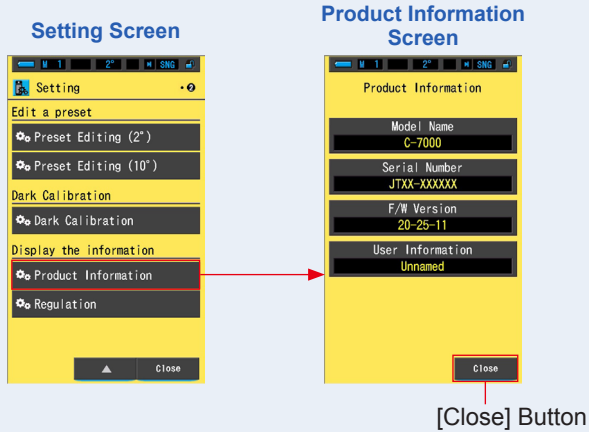 Setting Screen
M 1 2° SNG
Setting
Edit a preset
Preset Editing (2°)
Preset Editing (10°)
Dark Calibration
Dark Calibration
Display the information
Product Information
Regulation
▲ Close
Product Information
Screen
M 1 2° SNG
Product Information
Model Name
C-7000
Serial Number
JTXX-XXXXXX
F/W Version
20-25-11
User Information
Unnamed
Close
[Close] Button